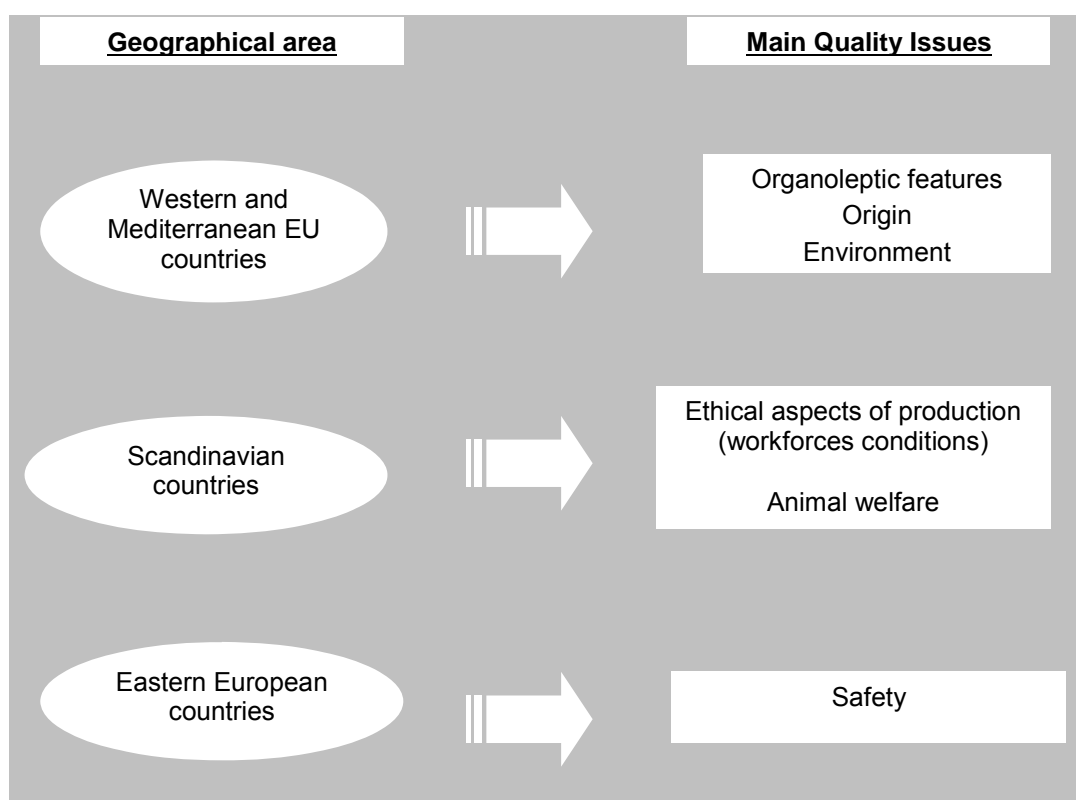 Geographical area
Main Quality Issues
Western and
Mediterranean EU
countries
Organoleptic features
Origin
Environment
Scandinavian
countries
Ethical aspects of production
(workforces conditions)
Animal welfare
Eastern European
countries
Safety